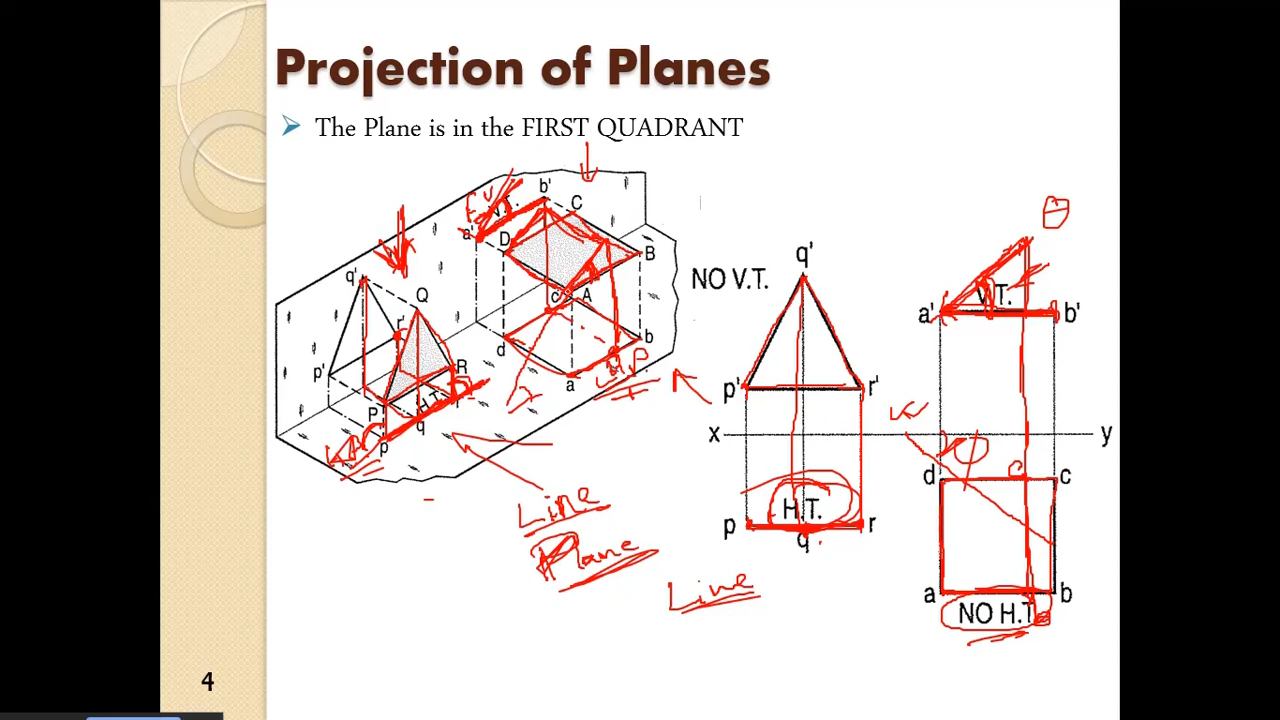 Projection of Planes
The Plane is in the FIRST QUADRANT
b'
C
V.T.
a'
D
B
c
A
d
b
a
q'
Q
r'
p'
R
P
H.T.
r
q
p
NO V.T.
q'
p'
r'
x
y
H.T.
p
r
q
θ
V.T.
a'
b'
d
c
a
b
NO H.T.
Line
Plane
Line
4